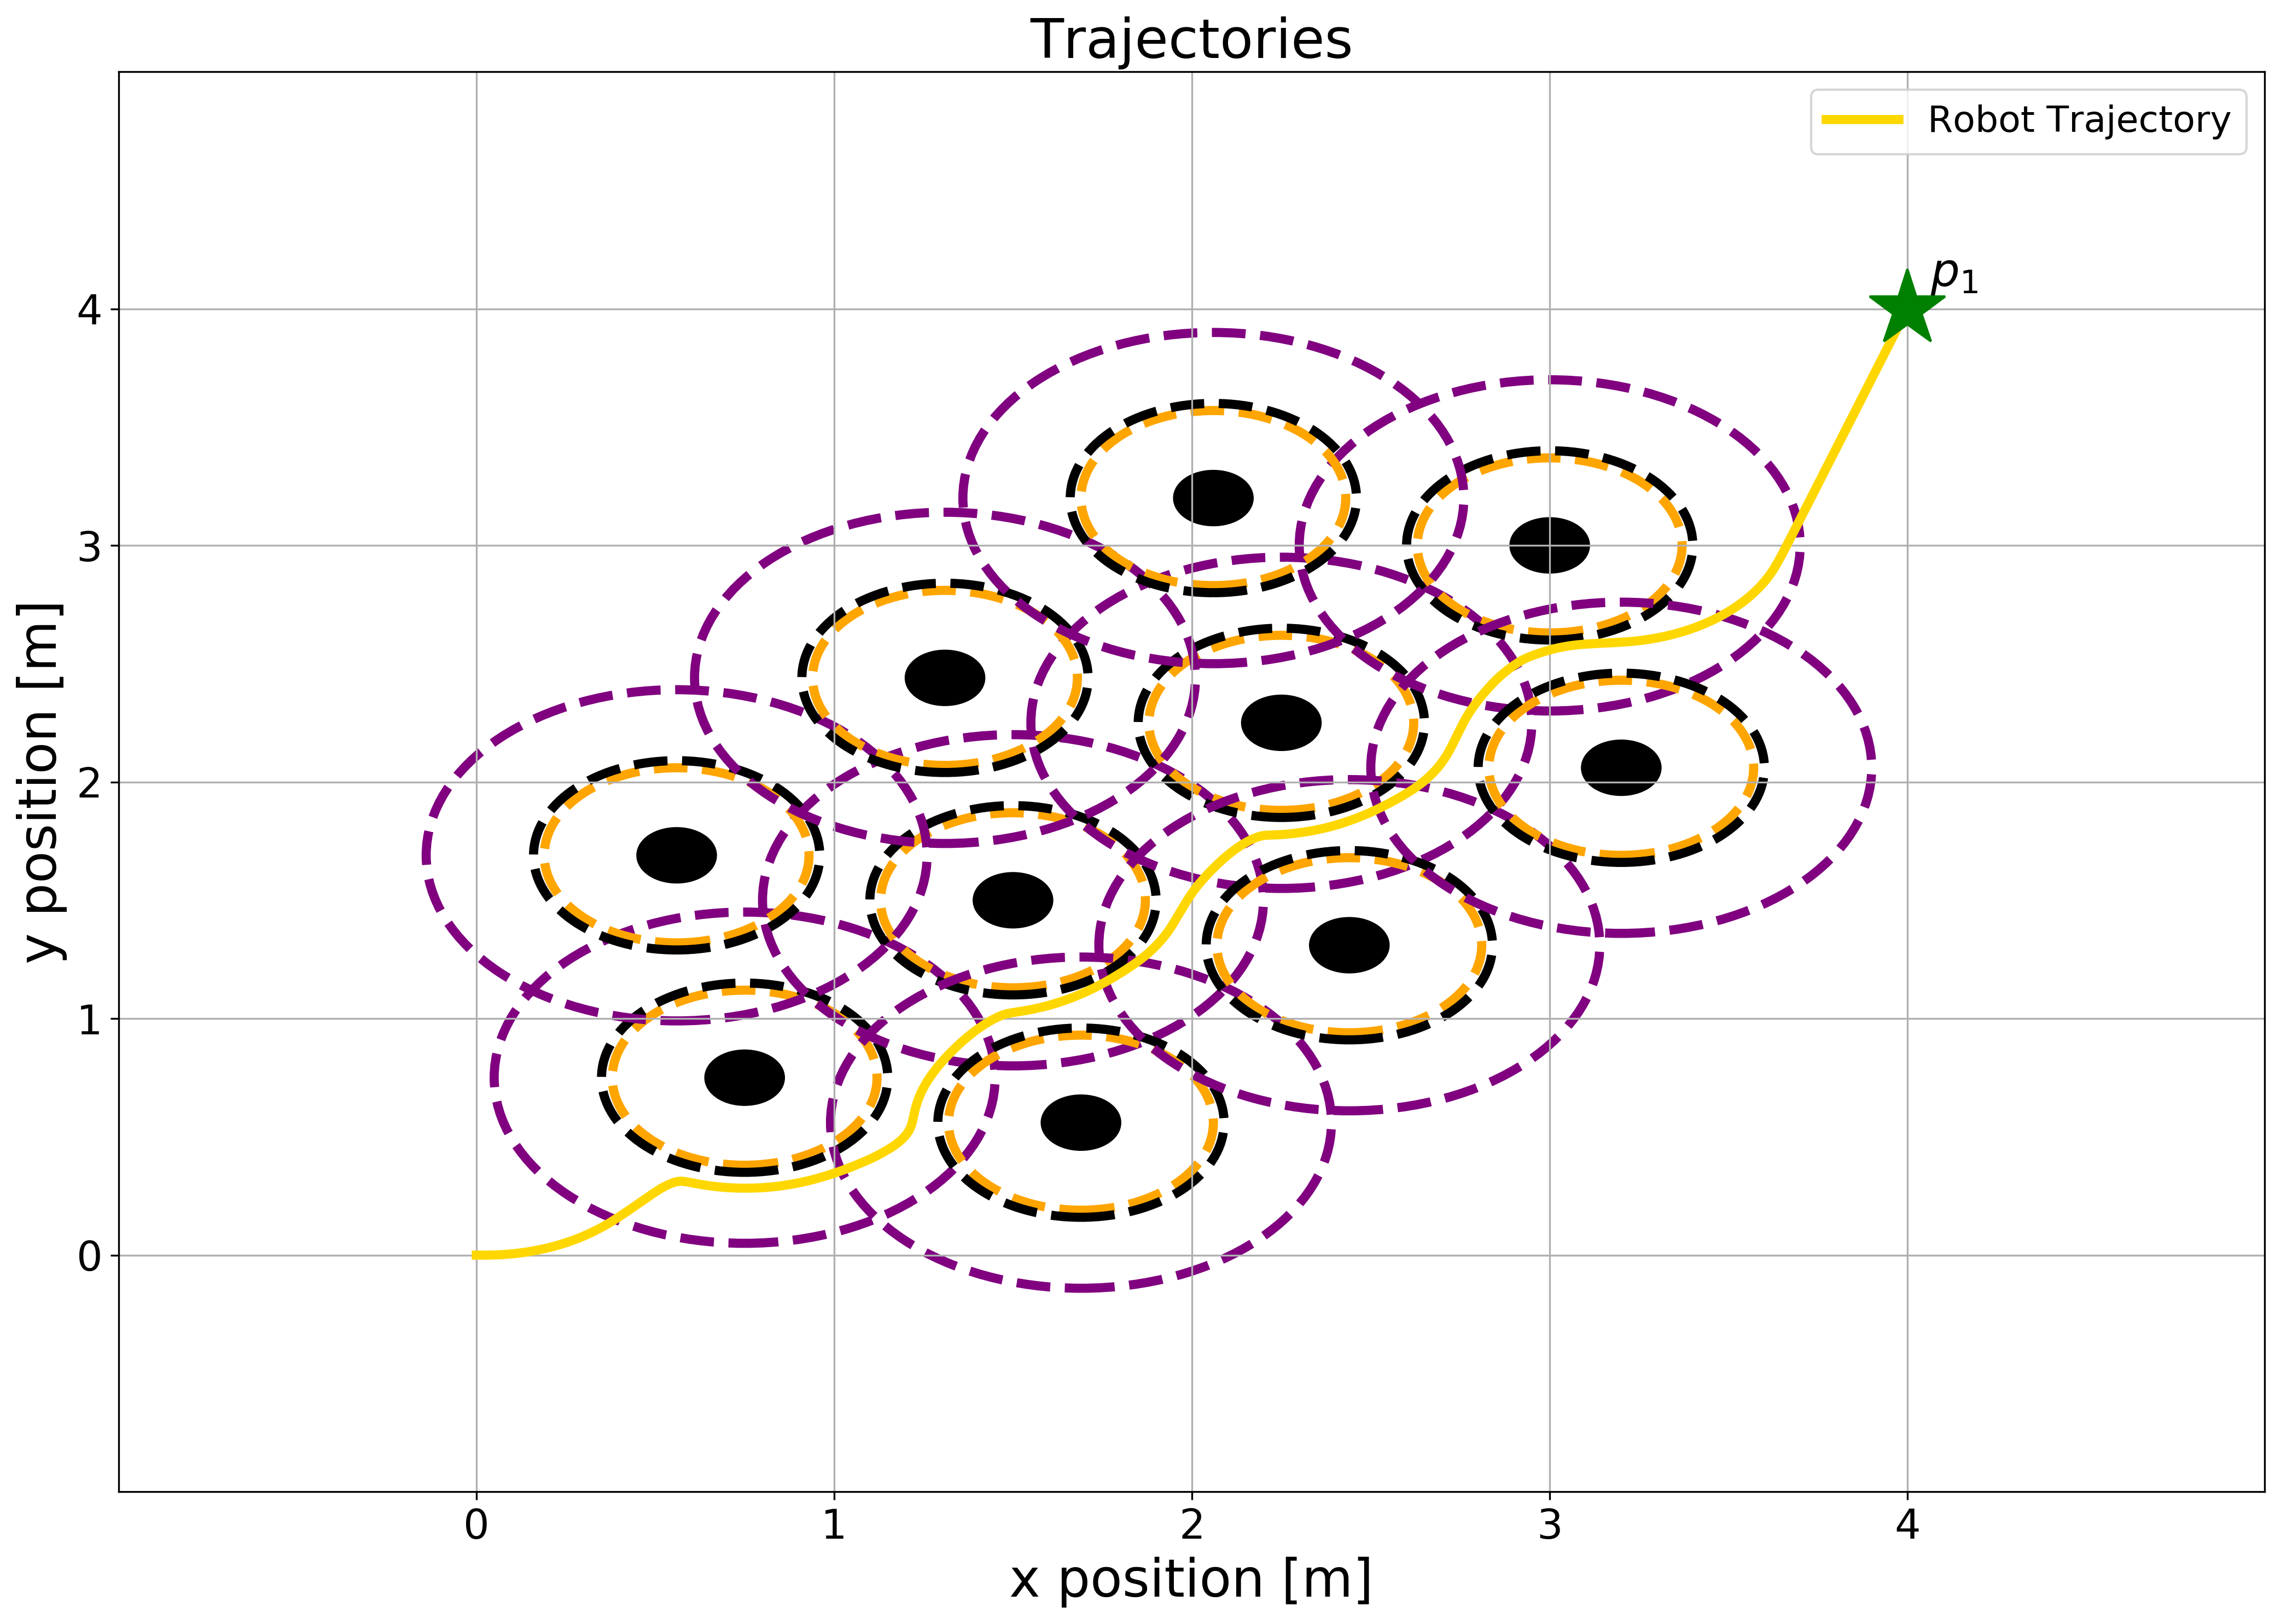 Trajectories
Robot Trajectory
p1
4
3
2
1
0
y position [m]
0 1 2 3 4
x position [m]